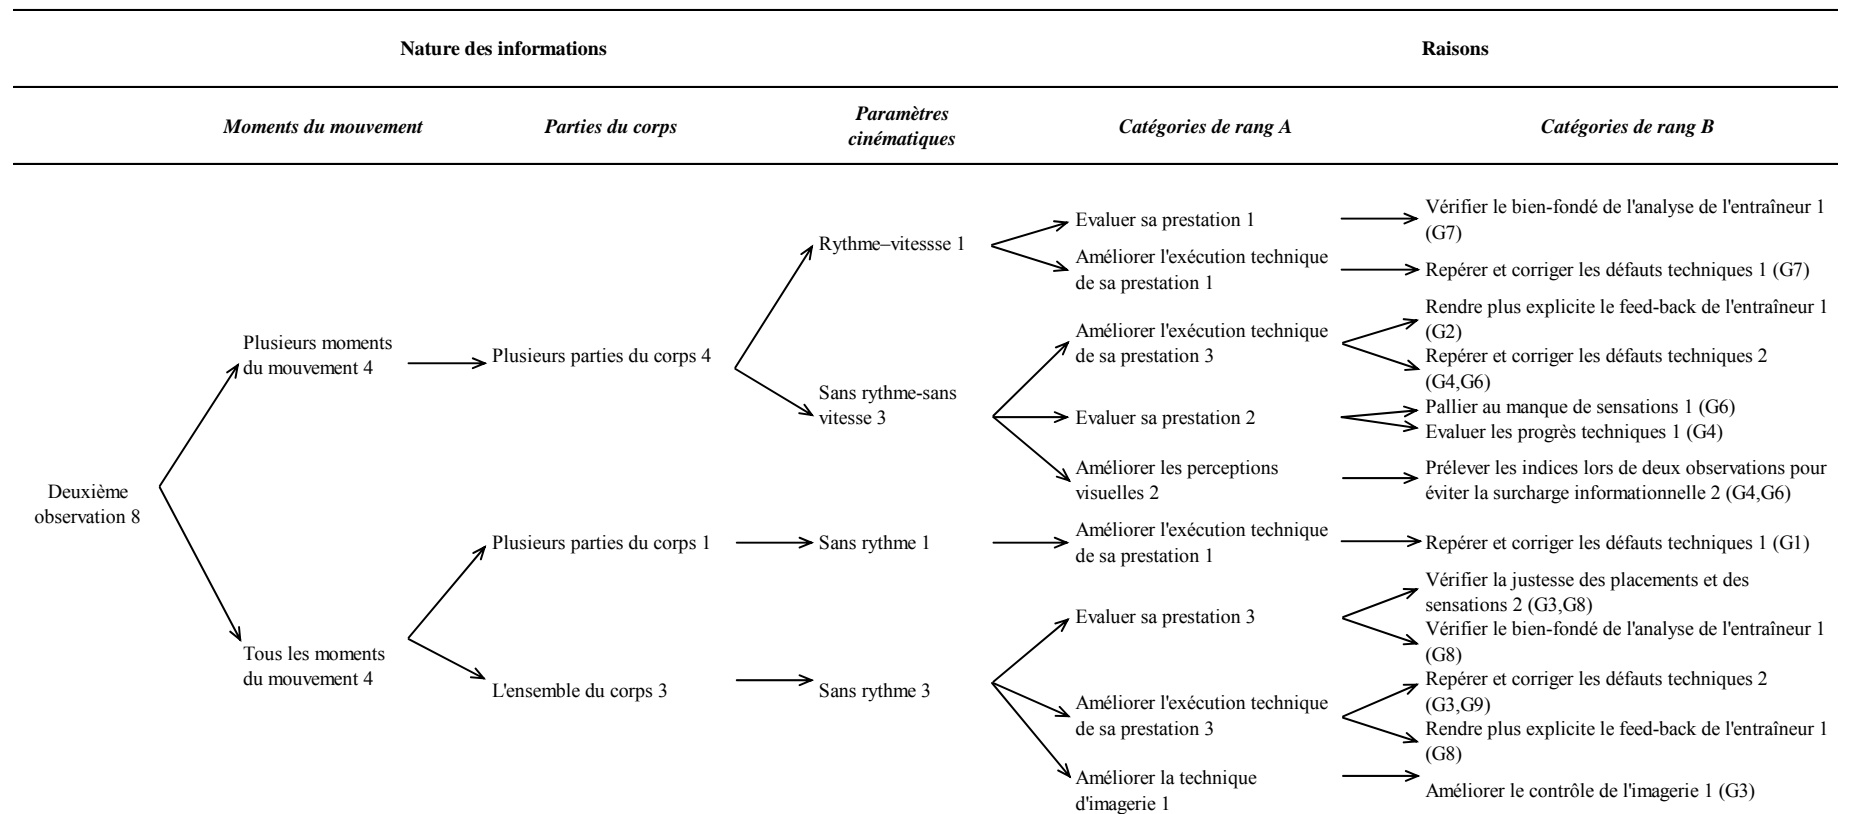 Nature des informations
Raisons
Moments du mouvement
Parties du corps
Paramètres
cinématiques
Catégories de rang A
Catégories de rang B
Deuxième
observation 8
Plusieurs moments
du mouvement 4
Plusieurs parties du corps 4
Rythme–vitessse 1
Evaluer sa prestation 1
Vérifier le bien-fondé de l'analyse de l'entraîneur 1
(G7)
Améliorer l'exécution technique
de sa prestation 1
Repérer et corriger les défauts techniques 1 (G7)
Sans rythme-sans
vitesse 3
Améliorer l'exécution technique
de sa prestation 3
Rendre plus explicite le feed-back de l'entraîneur 1
(G2)
Repérer et corriger les défauts techniques 2
(G4,G6)
Evaluer sa prestation 2
Pallier au manque de sensations 1 (G6)
Evaluer les progrès techniques 1 (G4)
Améliorer les perceptions
visuelles 2
Prélever les indices lors de deux observations pour
éviter la surcharge informationnelle 2 (G4,G6)
Tous les moments
du mouvement 4
Plusieurs parties du corps 1
Sans rythme 1
Améliorer l'exécution technique
de sa prestation 1
Repérer et corriger les défauts techniques 1 (G1)
L'ensemble du corps 3
Sans rythme 3
Evaluer sa prestation 3
Vérifier la justesse des placements et des
sensations 2 (G3,G8)
Vérifier le bien-fondé de l'analyse de l'entraîneur 1
(G8)
Améliorer l'exécution technique
de sa prestation 3
Repérer et corriger les défauts techniques 2
(G3,G9)
Rendre plus explicite le feed-back de l'entraîneur 1
(G8)
Améliorer la technique
d'imagerie 1
Améliorer le contrôle de l'imagerie 1 (G3)